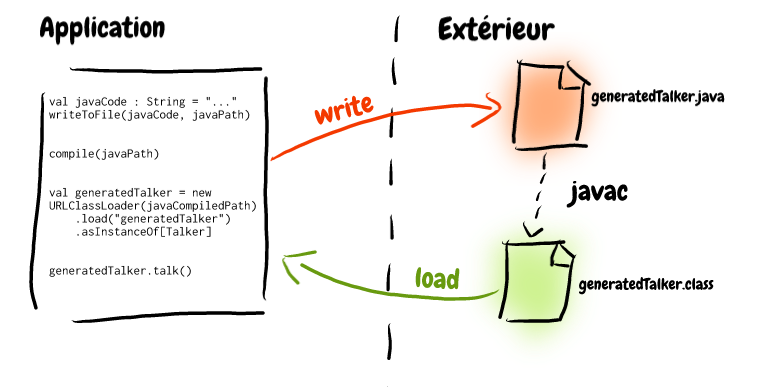 Application
Extérieur
val javaCode : String = "..."
writeToFile(javaCode, javaPath)
compile(javaPath)
val generatedTalker = new
URLClassLoader(javaCompiledPath)
.load("generatedTalker")
.asInstanceOf[Talker]
generatedTalker.talk()
write
generatedTalker.java
javac
load
generatedTalker.class